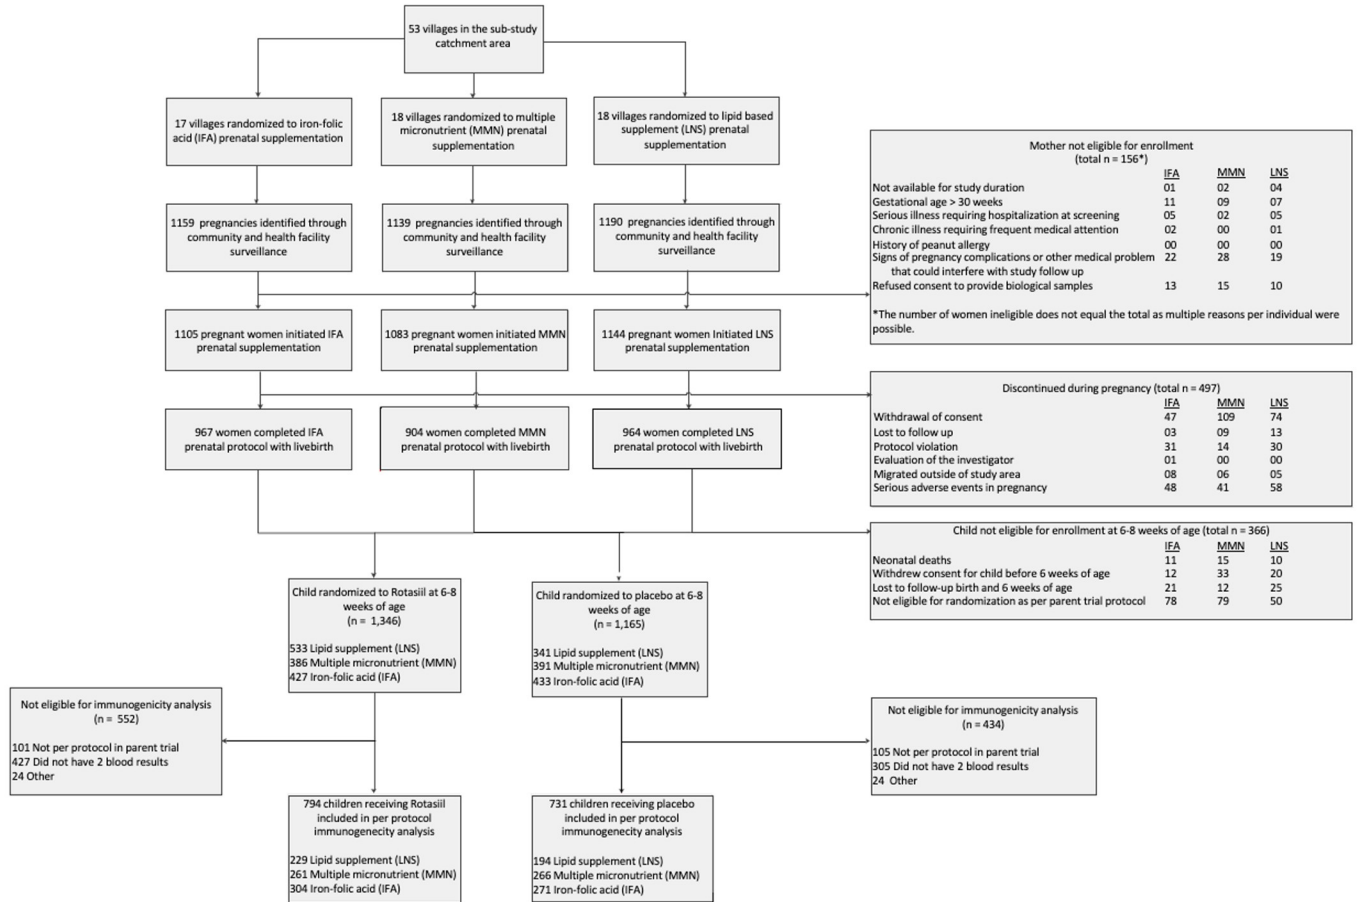 53 villages in the sub-study
catchment area
17 villages randomized to iron-folic
acid (IFA) prenatal supplementation
18 villages randomized to multiple
micronutrient (MMN) prenatal
supplementation
18 villages randomized to lipid based
supplement (LNS) prenatal
supplementation
1159 pregnancies identified through
community and health facility
surveillance
1139 pregnancies identified through
community and health facility
surveillance
1190 pregnancies identified through
community and health facility
surveillance
Mother not eligible for enrollment
(total n = 156*)
IFA MMN LNS
Not available for study duration 01 02 04
Gestational age > 30 weeks 11 09 07
Serious illness requiring hospitalization at screening 05 02 05
Chronic illness requiring frequent medical attention 02 00 01
History of peanut allergy 00 00 00
Signs of pregnancy complications or other medical problem 22 28 19
that could interfere with study follow up
Refused consent to provide biological samples 13 15 10
*The number of women ineligible does not equal the total as multiple reasons per individual were
possible.
1105 pregnant women initiated IFA
prenatal supplementation
1083 pregnant women initiated MMN
prenatal supplementation
1144 pregnant women Initiated LNS
prenatal supplementation
Discontinued during pregnancy (total n = 497)
IFA MMN LNS
Withdrawal of consent 47 109 74
Lost to follow up 03 09 13
Protocol violation 31 14 30
Evaluation of the investigator 01 00 00
Migrated outside of study area 08 06 05
Serious adverse events in pregnancy 48 41 58
967 women completed IFA
prenatal protocol with livebirth
904 women completed MMN
prenatal protocol with livebirth
964 women completed LNS
prenatal protocol with livebirth
Child not eligible for enrollment at 6-8 weeks of age (total n = 366)
IFA MMN LNS
Neonatal deaths 11 15 10
Withdrew consent for child before 6 weeks of age 12 33 20
Lost to follow-up birth and 6 weeks of age 21 12 25
Not eligible for randomization as per parent trial protocol 78 79 50
Child randomized to Rotasiil at 6-8
weeks of age
(n = 1,346)
533 Lipid supplement (LNS)
386 Multiple micronutrient (MMN)
427 Iron-folic acid (IFA)
Child randomized to placebo at 6-8
weeks of age
(n = 1,165)
341 Lipid supplement (LNS)
391 Multiple micronutrient (MMN)
433 Iron-folic acid (IFA)
Not eligible for immunogenicity analysis
(n = 552)
101 Not per protocol in parent trial
427 Did not have 2 blood results
24 Other
Not eligible for immunogenicity analysis
(n = 434)
105 Not per protocol in parent trial
305 Did not have 2 blood results
24 Other
794 children receiving Rotasiil
included in per protocol
immunogenecity analysis
229 Lipid supplement (LNS)
261 Multiple micronutrient (MMN)
304 Iron-folic acid (IFA)
731 children receiving placebo
included in per protocol
immunogenecity analysis
194 Lipid supplement (LNS)
266 Multiple micronutrient (MMN)
271 Iron-folic acid (IFA)